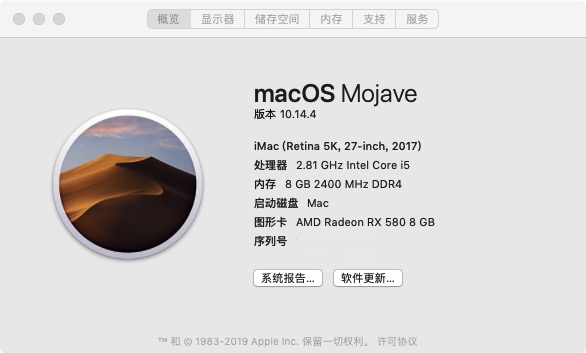 概览 显示器 储存空间 内存 支持 服务
macOS Mojave
版本 10.14.4
iMac (Retina 5K, 27-inch, 2017)
处理器 2.81 GHz Intel Core i5
内存 8 GB 2400 MHz DDR4
启动磁盘 Mac
图形卡 AMD Radeon RX 580 8 GB
序列号
系统报告... 软件更新...
™ 和 © 1983-2019 Apple Inc. 保留一切权利。 许可协议